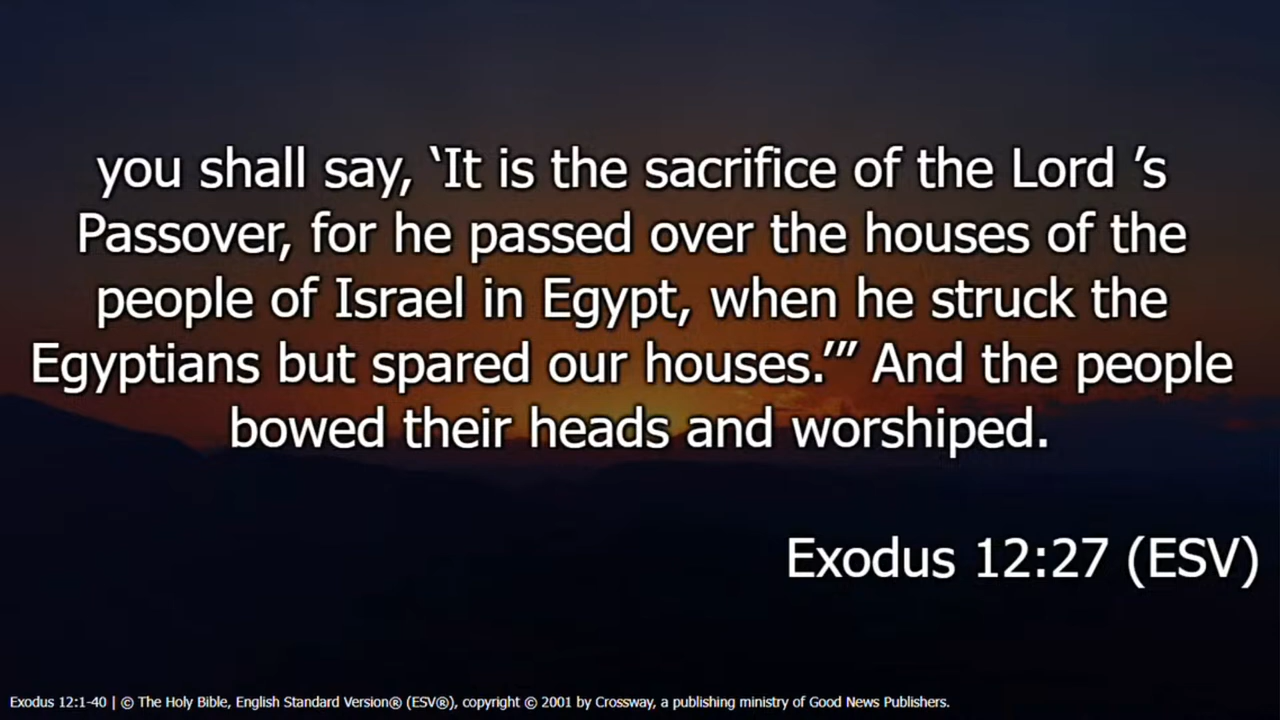 you shall say, ‘It is the sacrifice of the Lord ’s
Passover, for he passed over the houses of the
people of Israel in Egypt, when he struck the
Egyptians but spared our houses.’” And the people
bowed their heads and worshiped.
Exodus 12:27 (ESV)
Exodus 12:1-40 | © The Holy Bible, English Standard Version® (ESV®), copyright © 2001 by Crossway, a publishing ministry of Good News Publishers.